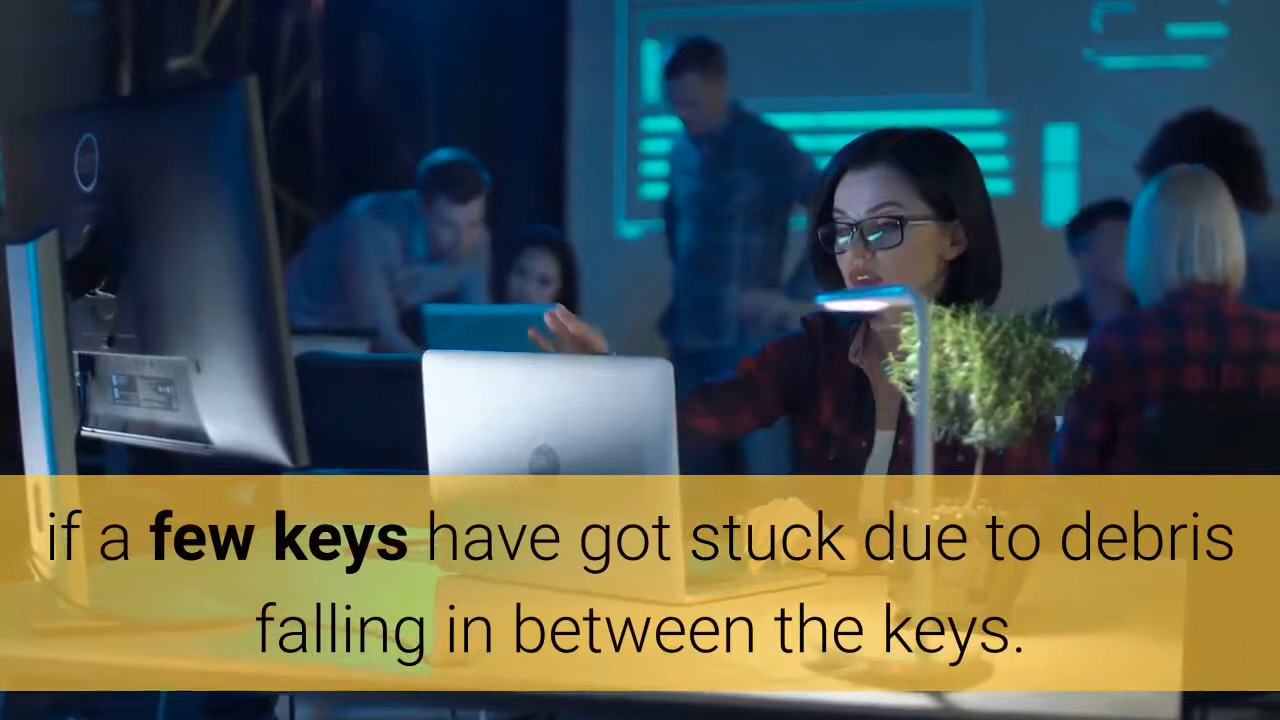 if a few keys have got stuck due to debris
falling in between the keys.